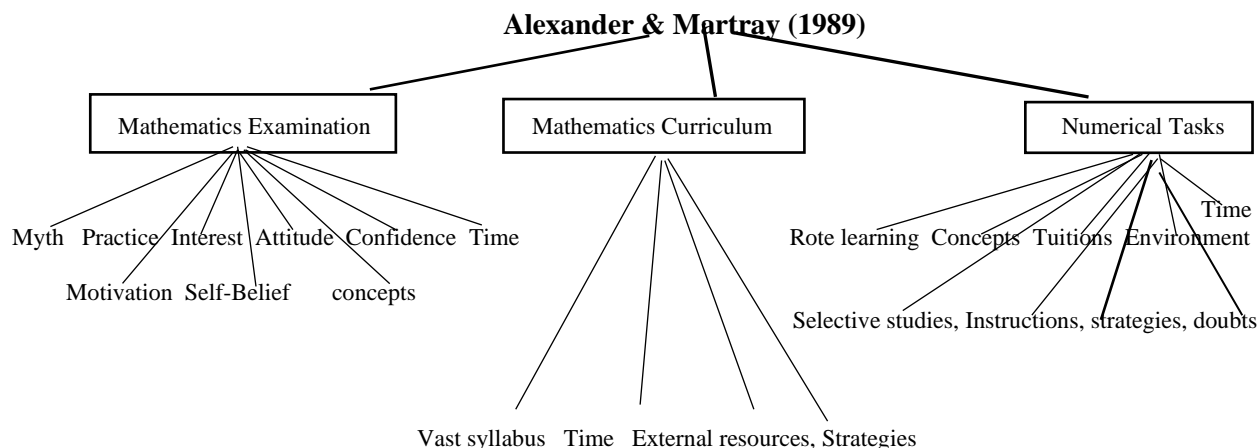 Alexander & Martray (1989)
Mathematics Examination
Mathematics Curriculum
Numerical Tasks
Time
Myth Practice Interest Attitude Confidence Time
Rote learning Concepts Tuitions Environment
Motivation Self-Belief concepts
Selective studies, Instructions, strategies, doubts
Vast syllabus Time External resources, Strategies